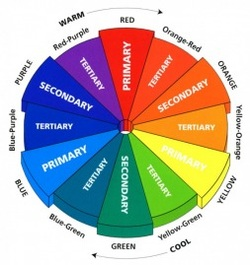 WARM
RED
Orange-Red
ORANGE
Yellow-Orange
YELLOW
Yellow-Green
COOL
GREEN
Blue-Green
BLUE
Blue-Purple
PURPLE
Red-Purple
PRIMARY
TERTIARY
SECONDARY
TERTIARY
PRIMARY
TERTIARY
SECONDARY
TERTIARY
PRIMARY
TERTIARY
SECONDARY
TERTIARY